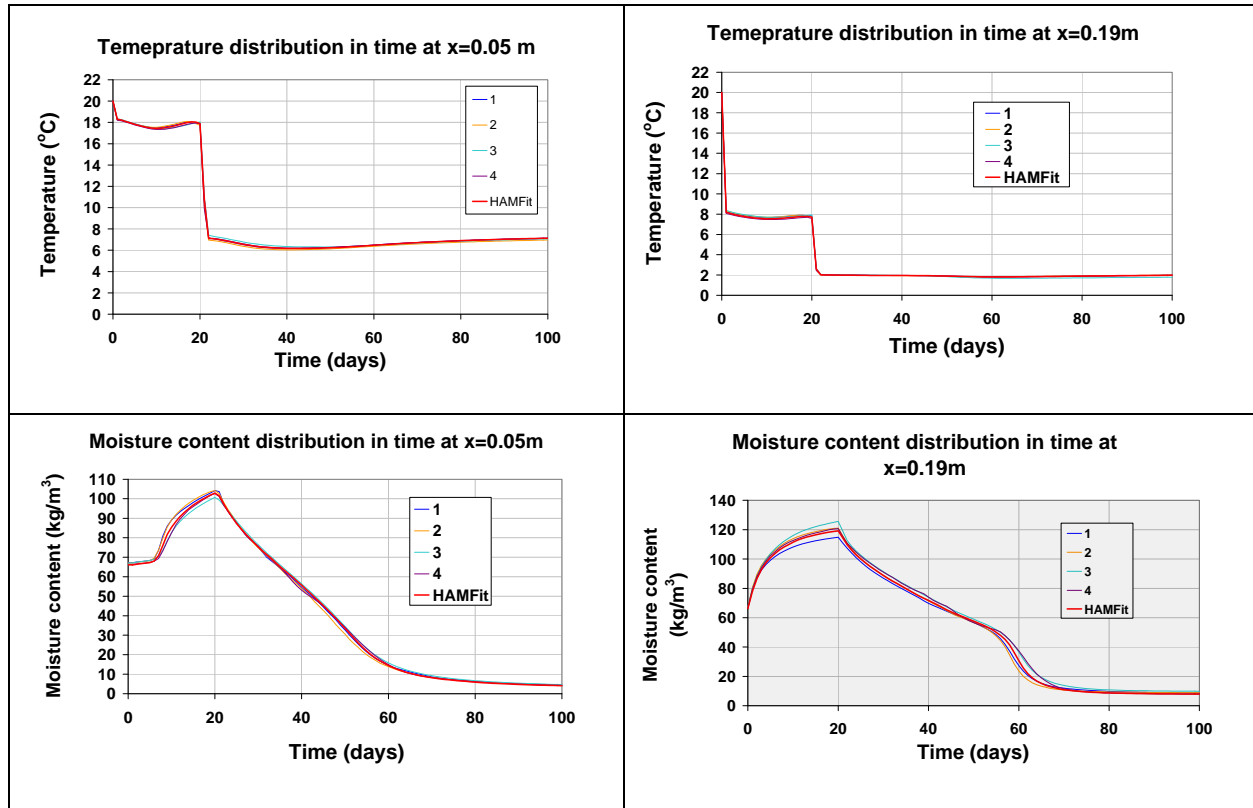 Temeprature distribution in time at x=0.05 m
22
20
18
16
14
12
10
8
6
4
2
0
Temperature (°C)
1
2
3
4
HAMFit
0 20 40 60 80 100
Time (days)
Temeprature distribution in time at x=0.19m
22
20
18
16
14
12
10
8
6
4
2
0
Temperature (°C)
1
2
3
4
HAMFit
0 20 40 60 80 100
Time (days)
Moisture content distribution in time at x=0.05m
110
100
90
80
70
60
50
40
30
20
10
0
Moisture content (kg/m³)
1
2
3
4
HAMFit
0 20 40 60 80 100
Time (days)
Moisture content distribution in time at
x=0.19m
140
120
100
80
60
40
20
0
Moisture content
(kg/m³)
1
2
3
4
HAMFit
0 20 40 60 80 100
Time (days)